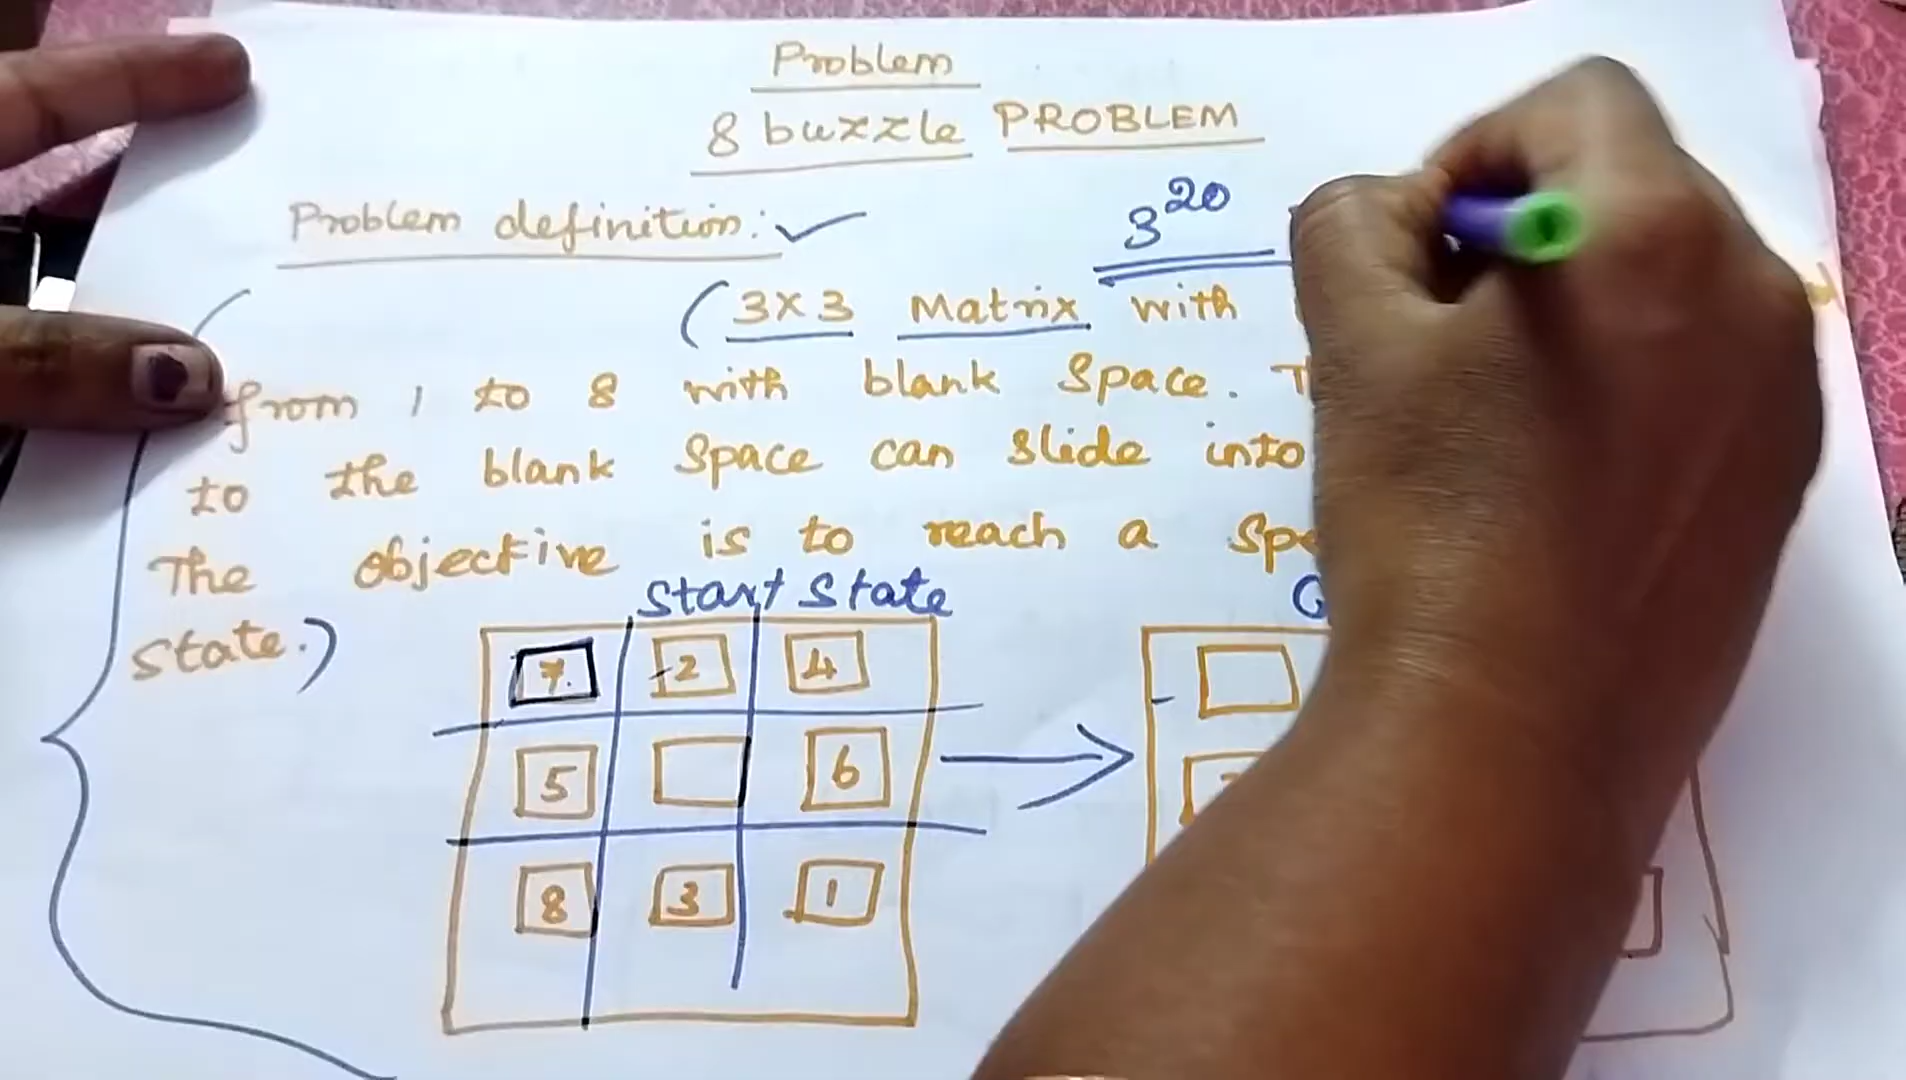 Problem
8 buzzle PROBLEM
Problem definition:
3^20
(3x3 Matrix with
from 1 to 8 with blank space.
to the blank space can slide into
The objective is to reach a
state.)
Start State
7. 2 4
5 6
8 3 1